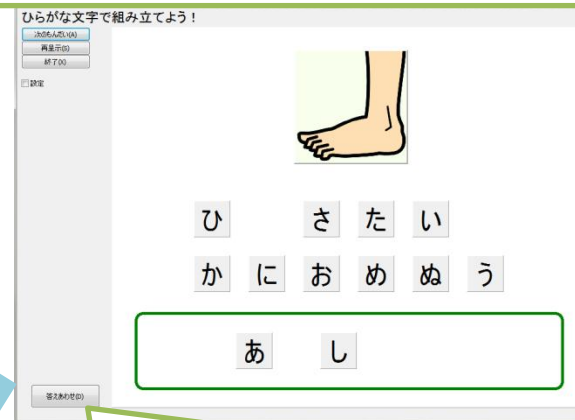 ひらがな文字で組み立てよう！
次のもんだい(A)
再呈示(S)
終了(X)
設定
ひ さ た い
か に お め ぬ う
あ し
答えあわせ(D)